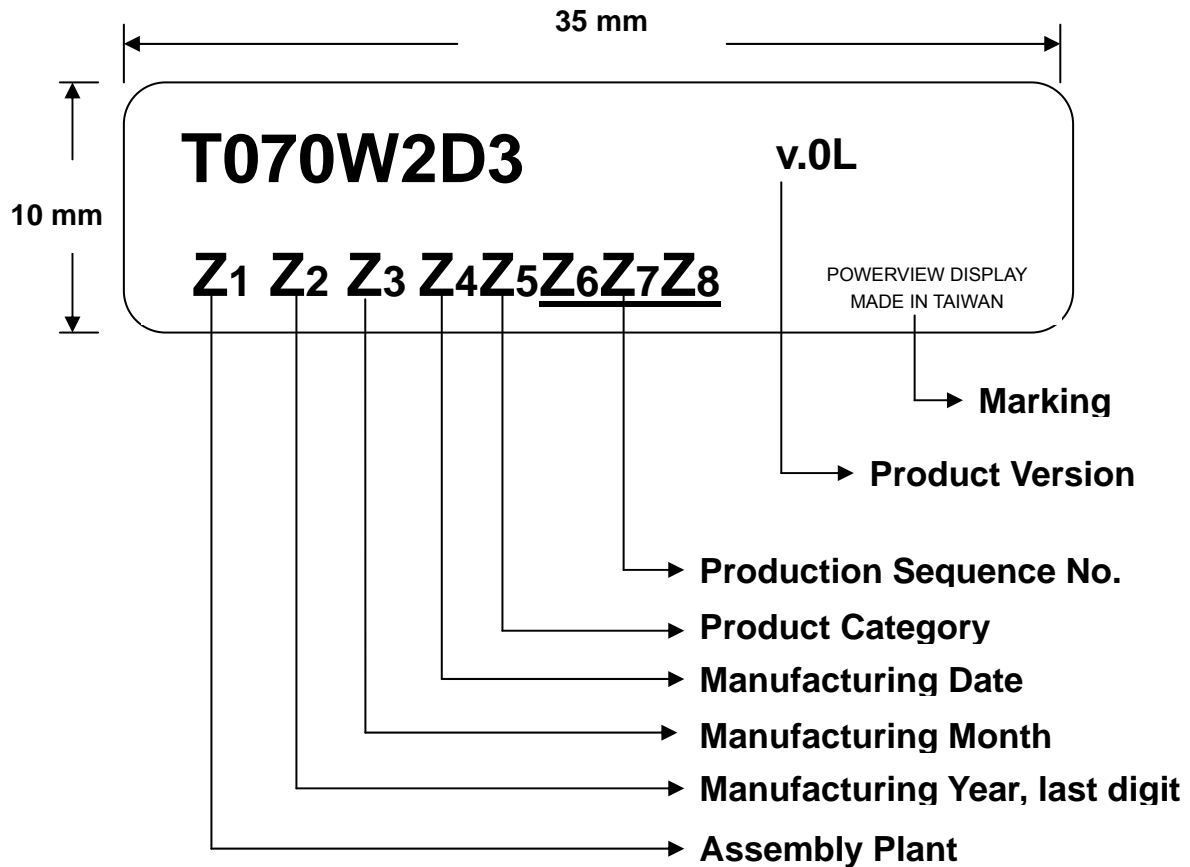 35 mm
T070W2D3 v.0L
10 mm
Z1 Z2 Z3 Z4Z5Z6Z7Z8
POWERVIEW DISPLAY
MADE IN TAIWAN
Marking
Product Version
Production Sequence No.
Product Category
Manufacturing Date
Manufacturing Month
Manufacturing Year, last digit
Assembly Plant